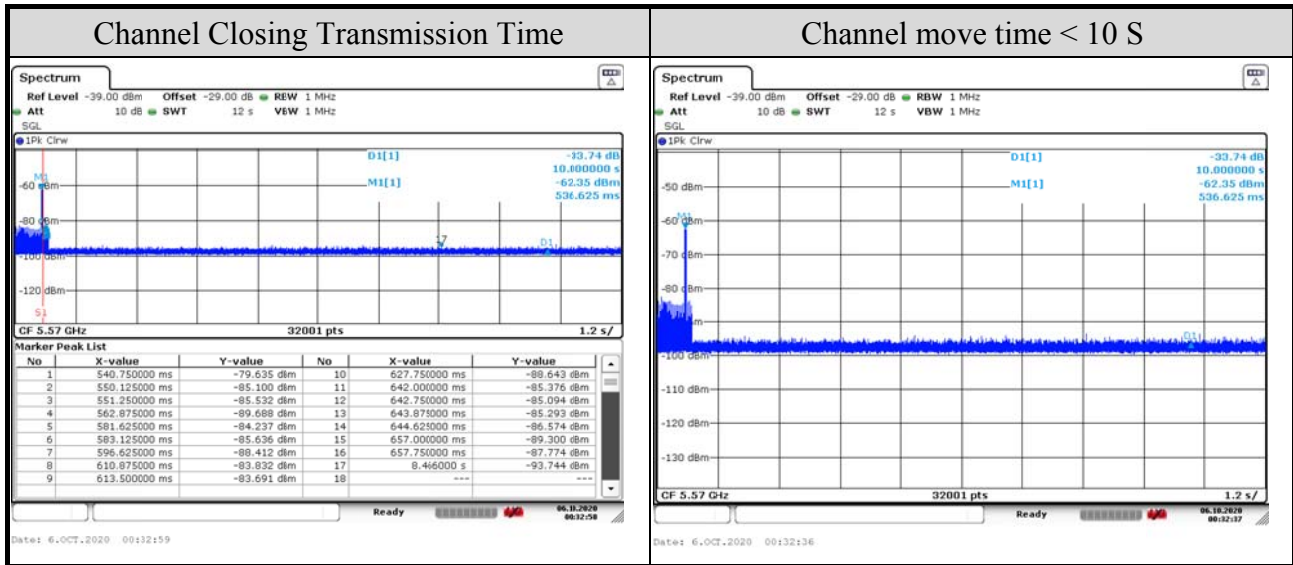 Channel Closing Transmission Time
Spectrum
Ref Level -39.00 dBm Offset -29.00 dB REW 1 MHz
Att 10 dB SWT 12 s VEW 1 MHz
SGL
1Pk Clrw
D1[1] -33.74 dB
10.000000 s
M1[1] -62.35 dBm
536.625 ms
M1
-60 dBm
-80 dBm
17
D1
-100 dBm
-120 dBm
S1
CF 5.57 GHz 32001 pts 1.2 s/
Marker Peak List
No X-value Y-value No X-value Y-value
1 540.750000 ms -79.635 dBm 10 627.750000 ms -88.643 dBm
2 550.125000 ms -85.100 dBm 11 642.000000 ms -85.376 dBm
3 551.250000 ms -85.532 dBm 12 642.750000 ms -85.094 dBm
4 562.875000 ms -89.688 dBm 13 643.875000 ms -85.293 dBm
5 581.625000 ms -84.237 dBm 14 644.625000 ms -86.574 dBm
6 583.125000 ms -85.636 dBm 15 657.000000 ms -89.300 dBm
7 596.625000 ms -88.412 dBm 16 657.750000 ms -87.774 dBm
8 610.875000 ms -83.832 dBm 17 8.466000 s -93.744 dBm
9 613.500000 ms -83.691 dBm 18 --- ---
Ready 06.10.2020
00:32:58
Date: 6.OCT.2020 00:32:59
Channel move time < 10 S
Spectrum
Ref Level -39.00 dBm Offset -29.00 dB RBW 1 MHz
Att 10 dB SWT 12 s VBW 1 MHz
SGL
1Pk Clrw
D1[1] -33.74 dB
10.000000 s
M1[1] -62.35 dBm
536.625 ms
-50 dBm
M1
-60 dBm
-70 dBm
-80 dBm
D1
-100 dBm
-110 dBm
-120 dBm
-130 dBm
CF 5.57 GHz 32001 pts 1.2 s/
Ready 06.10.2020
00:32:37
Date: 6.OCT.2020 00:32:36